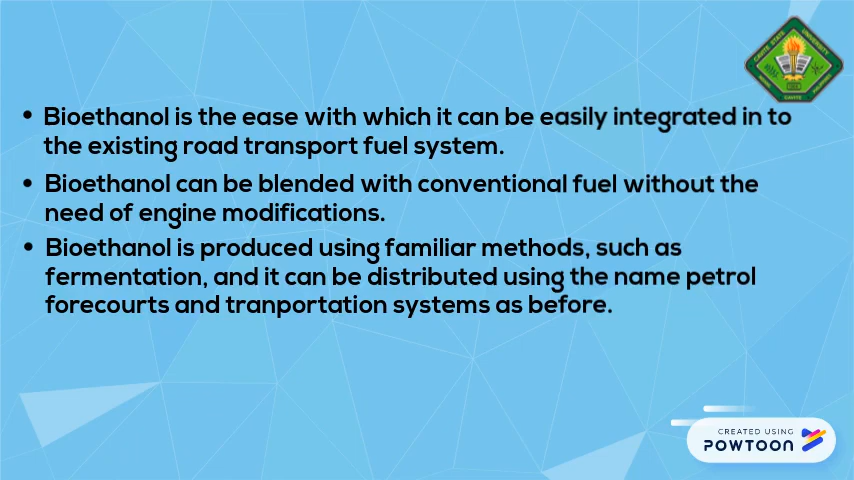 CAVITE STATE UNIVERSITY
• Bioethanol is the ease with which it can be easily integrated in to
the existing road transport fuel system.
• Bioethanol can be blended with conventional fuel without the
need of engine modifications.
• Bioethanol is produced using familiar methods, such as
fermentation, and it can be distributed using the name petrol
forecourts and tranportation systems as before.
CREATED USING
POWTOON